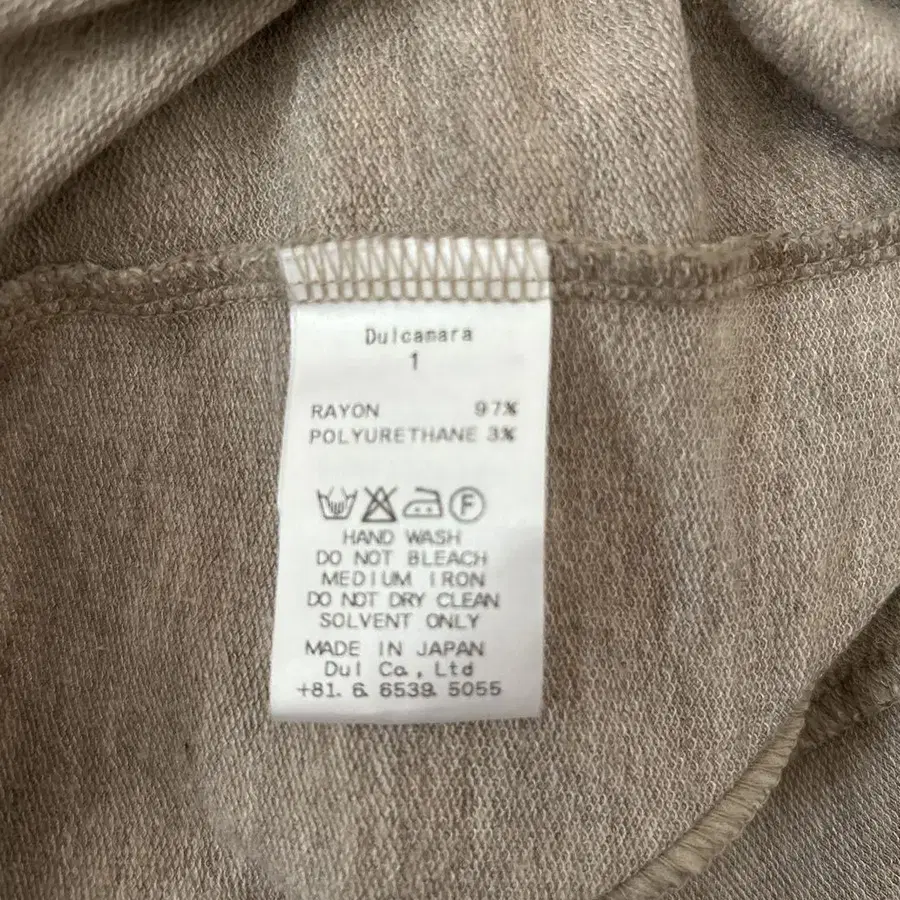 Dulcamara
1
RAYON 97%
POLYURETHANE 3%
F
HAND WASH
DO NOT BLEACH
MEDIUM IRON
DO NOT DRY CLEAN
SOLVENT ONLY
MADE IN JAPAN
Dul Co., Ltd
+81. 6. 6539. 5055